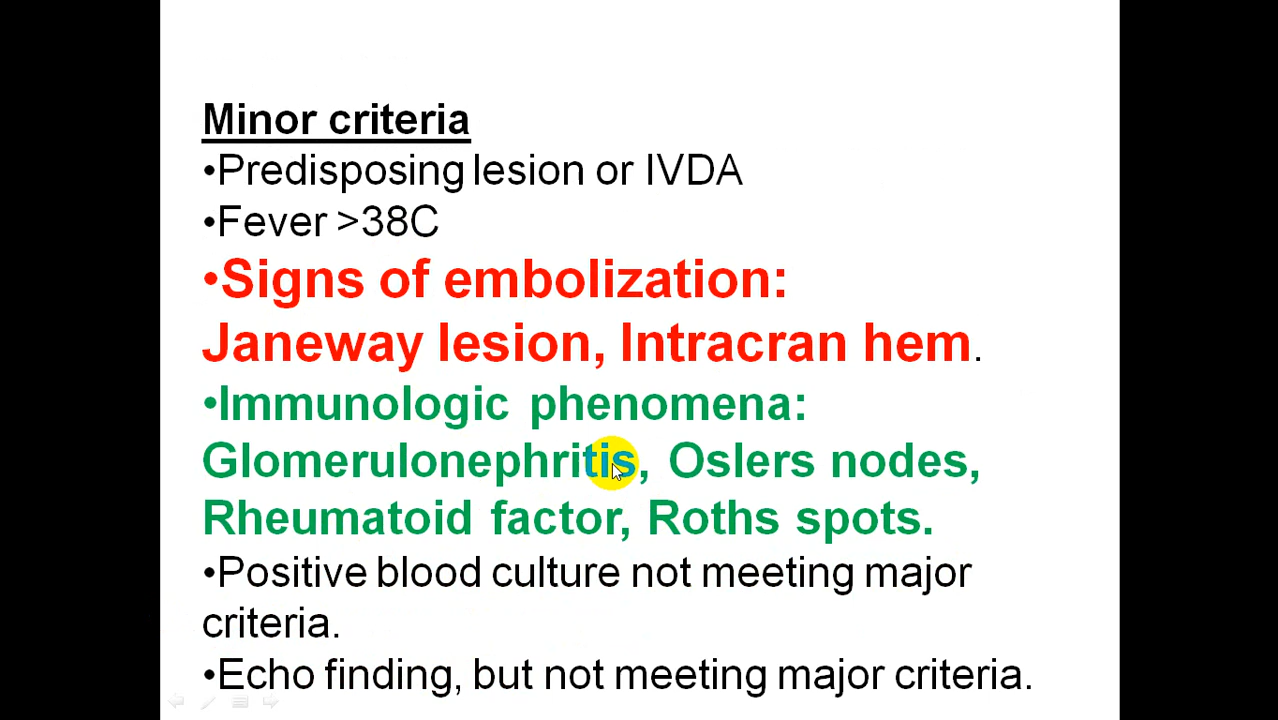 Minor criteria
•Predisposing lesion or IVDA
•Fever >38C
•Signs of embolization:
Janeway lesion, Intracran hem.
•Immunologic phenomena:
Glomerulonephritis, Oslers nodes,
Rheumatoid factor, Roths spots.
•Positive blood culture not meeting major
criteria.
•Echo finding, but not meeting major criteria.